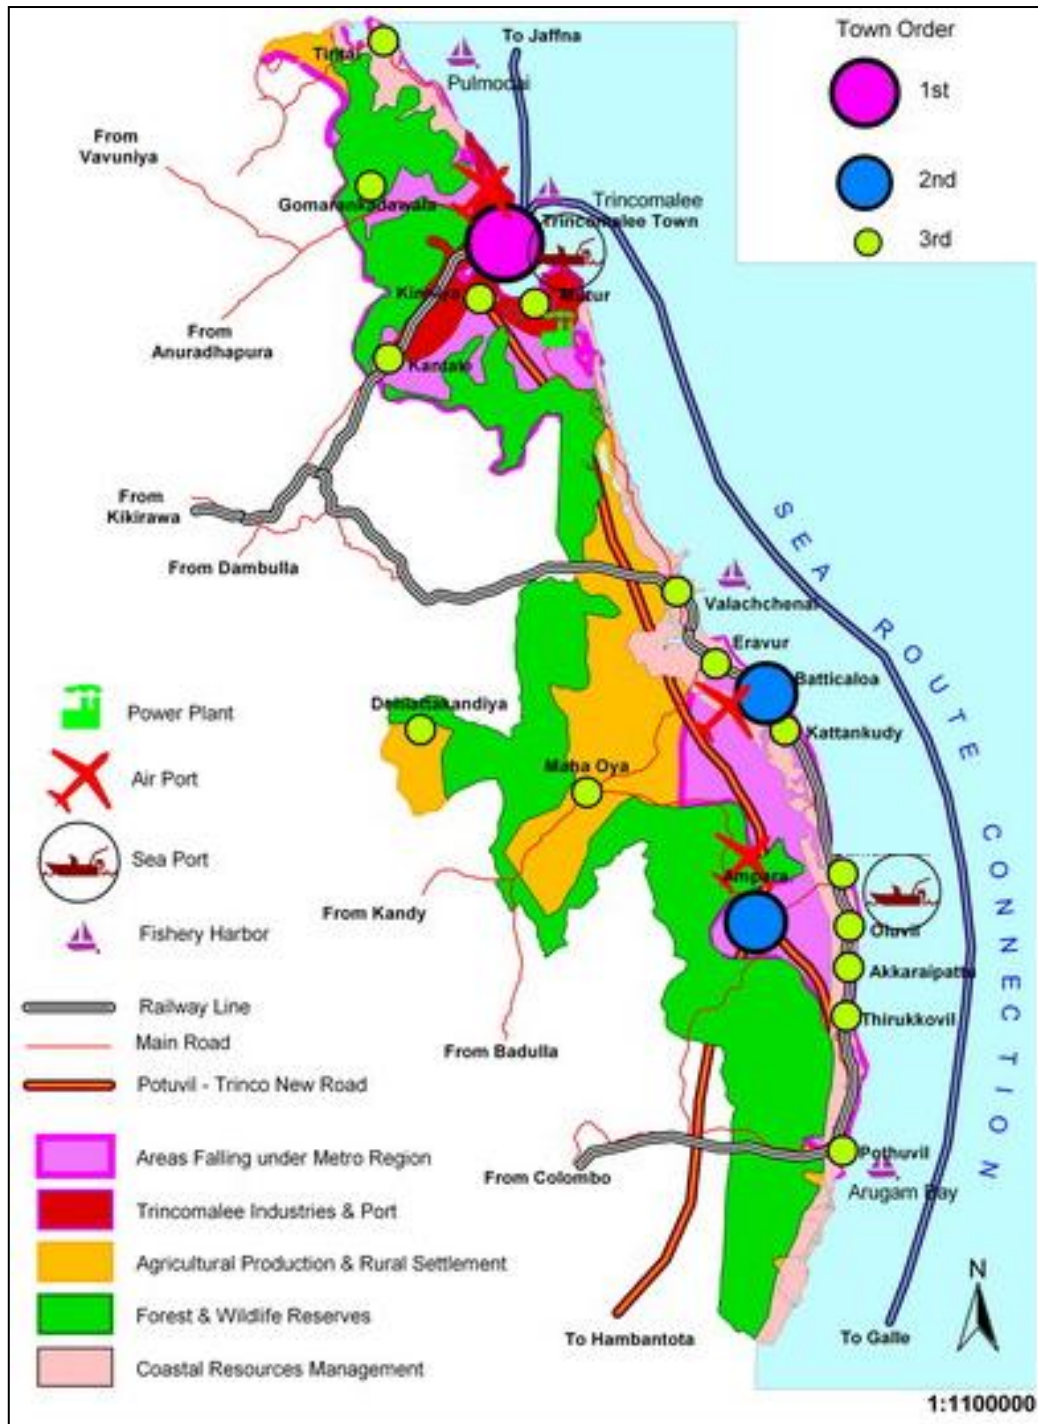 Town Order
1st
2nd
3rd
To Jaffna
Tirkai
Pulmodai
From
Vavuniya
Gomarankadawala
Trincomalee
Trincomalee Town
Kinniya
Mutur
From
Anuradhapura
Kantale
From
Kikirawa
From Dambulla
SEA ROUTE CONNECTION
Valachchenai
Eravur
Batticaloa
Kattankudy
Dehiattakandiya
Maha Oya
Ampara
From Kandy
Oluvil
Akkaraipattu
Thirukkovil
From Badulla
From Colombo
Pothuvil
Arugam Bay
To Hambantota
To Galle
N
1:1100000
Power Plant
Air Port
Sea Port
Fishery Harbor
Railway Line
Main Road
Potuvil - Trinco New Road
Areas Falling under Metro Region
Trincomalee Industries & Port
Agricultural Production & Rural Settlement
Forest & Wildlife Reserves
Coastal Resources Management